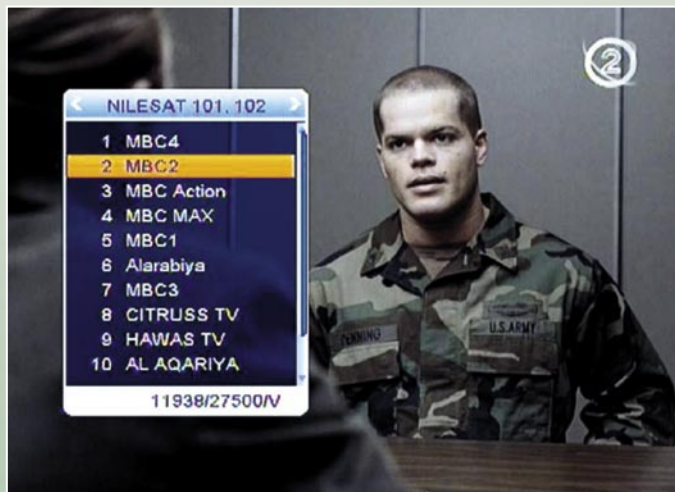 2
NILESAT 101, 102
1 MBC4
2 MBC2
3 MBC Action
4 MBC MAX
5 MBC1
6 Alarabiya
7 MBC3
8 CITRUSS TV
9 HAWAS TV
10 AL AQARIYA
11938/27500/V
U.S.ARMY